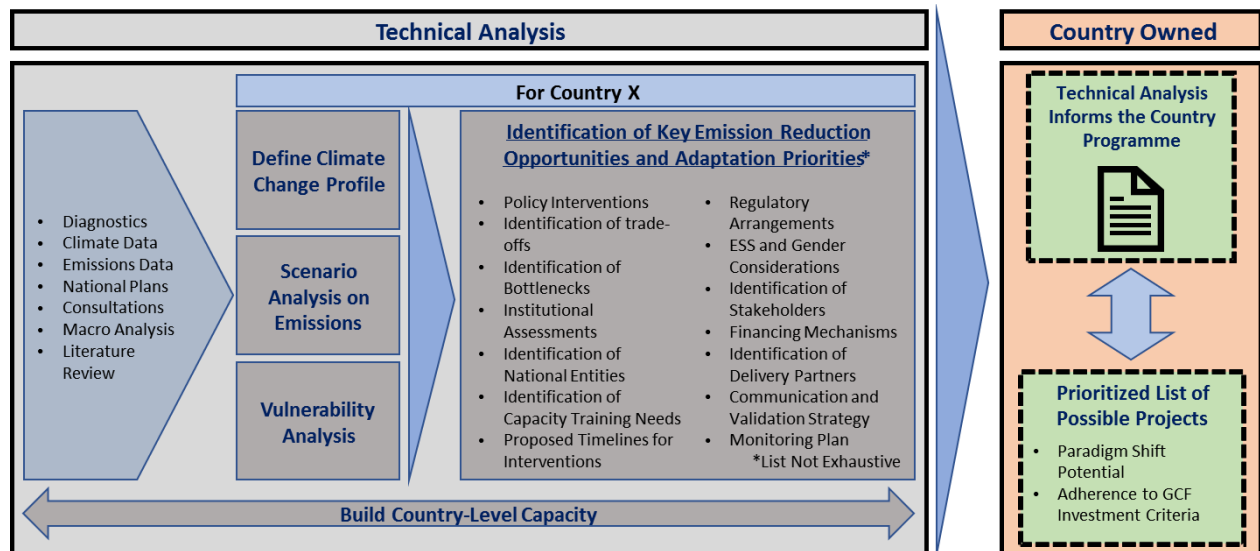 Technical Analysis
Country Owned
For Country X
• Diagnostics
• Climate Data
• Emissions Data
• National Plans
• Consultations
• Macro Analysis
• Literature
Review
Define Climate
Change Profile
Scenario
Analysis on
Emissions
Vulnerability
Analysis
Identification of Key Emission Reduction
Opportunities and Adaptation Priorities*
• Policy Interventions
• Identification of trade-
offs
• Identification of
Bottlenecks
• Institutional
Assessments
• Identification of
National Entities
• Identification of
Capacity Training Needs
• Proposed Timelines for
Interventions
• Regulatory
Arrangements
• ESS and Gender
Considerations
• Identification of
Stakeholders
• Financing Mechanisms
• Identification of
Delivery Partners
• Communication and
Validation Strategy
• Monitoring Plan
*List Not Exhaustive
Build Country-Level Capacity
Technical Analysis
Informs the Country
Programme
Prioritized List of
Possible Projects
• Paradigm Shift
Potential
• Adherence to GCF
Investment Criteria